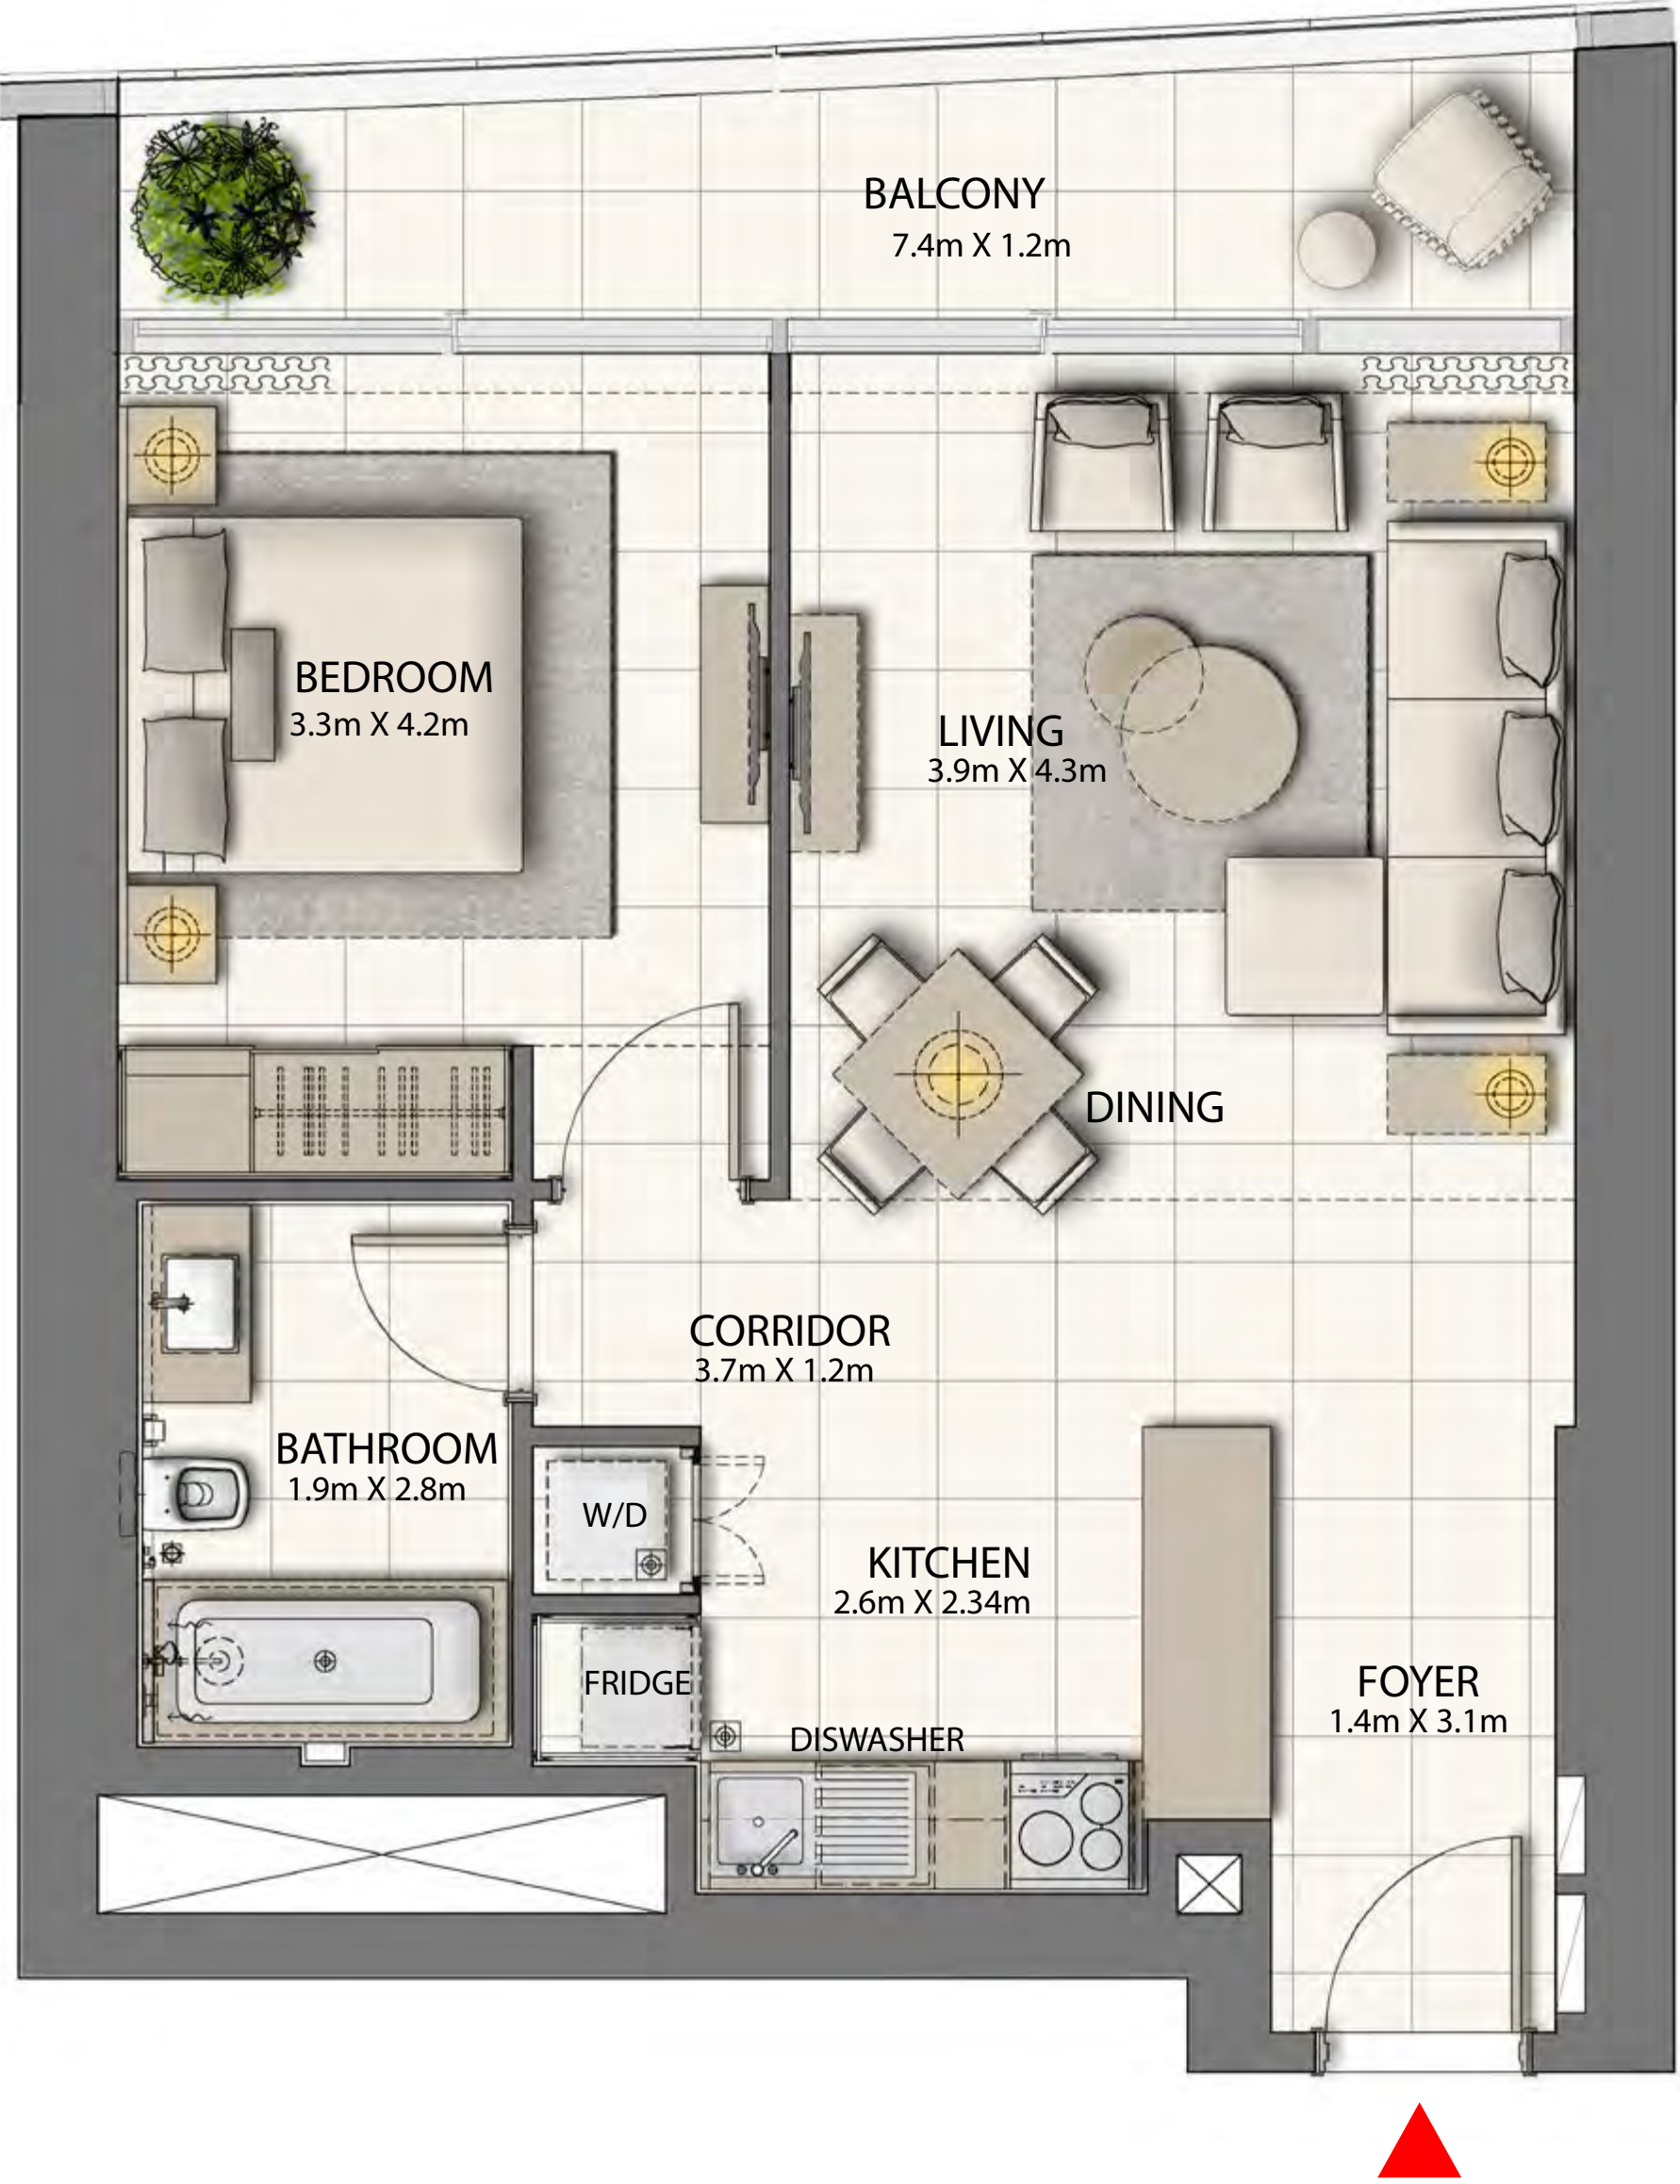 BALCONY
7.4m X 1.2m
BEDROOM
3.3m X 4.2m
LIVING
3.9m X 4.3m
DINING
CORRIDOR
3.7m X 1.2m
BATHROOM
1.9m X 2.8m
W/D
KITCHEN
2.6m X 2.34m
FRIDGE
DISWASHER
FOYER
1.4m X 3.1m